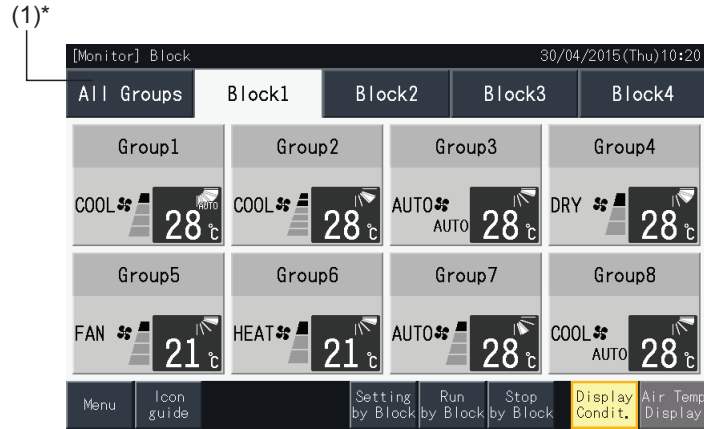 (1)*
[Monitor] Block 30/04/2015(Thu)10:20
All Groups Block1 Block2 Block3 Block4
Group1 Group2 Group3 Group4
COOL AUTO 28℃ COOL 28℃ AUTO AUTO 28℃ DRY 28℃
Group5 Group6 Group7 Group8
FAN 21℃ HEAT 21℃ AUTO 28℃ COOL AUTO 28℃
Menu Icon guide Setting by Block Run by Block Stop by Block Display Condit. Air Temp Display